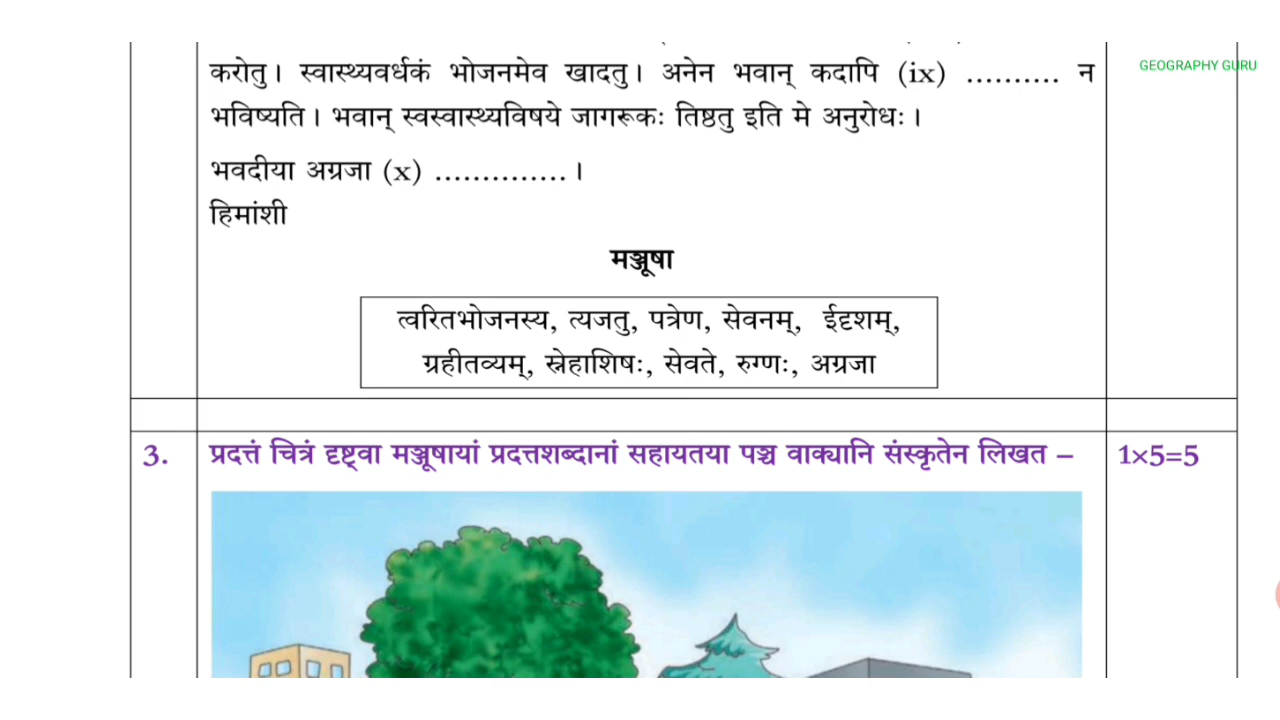 करोतु। स्वास्थ्यवर्धकं भोजनमेव खादतु। अनेन भवान् कदापि (ix) .......... न
भविष्यति। भवान् स्वस्वास्थ्यविषये जागरूकः तिष्ठतु इति मे अनुरोधः।
भवदीया अग्रजा (x) ..............।
हिमांशी
मञ्जूषा
त्वरितभोजनस्य, त्यजतु, पत्रेण, सेवनम्, ईदृशम्,
ग्रहीतव्यम्, स्नेहाशिषः, सेवते, रुग्णः, अग्रजा
3. प्रदत्तं चित्रं दृष्ट्वा मञ्जूषायां प्रदत्तशब्दानां सहायतया पञ्च वाक्यानि संस्कृतेन लिखत – 1×5=5
GEOGRAPHY GURU